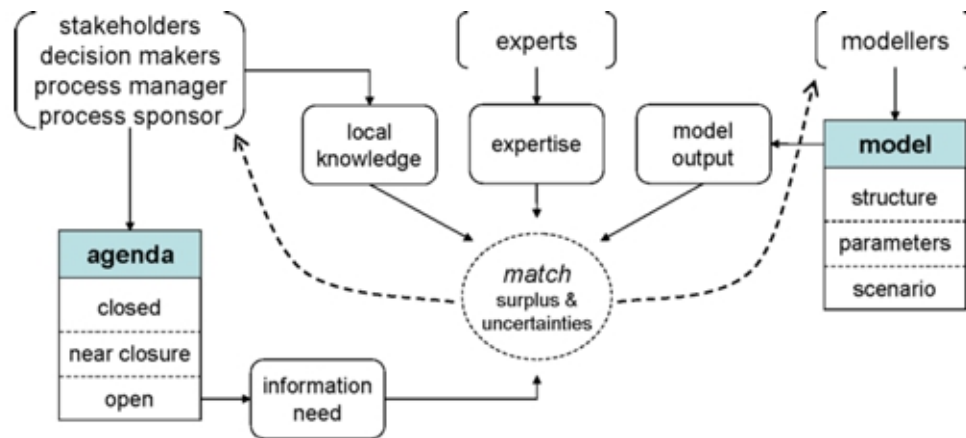 stakeholders
decision makers
process manager
process sponsor
experts
modellers
local
knowledge
expertise
model
output
model
structure
parameters
scenario
agenda
closed
near closure
open
match
surplus &
uncertainties
information
need